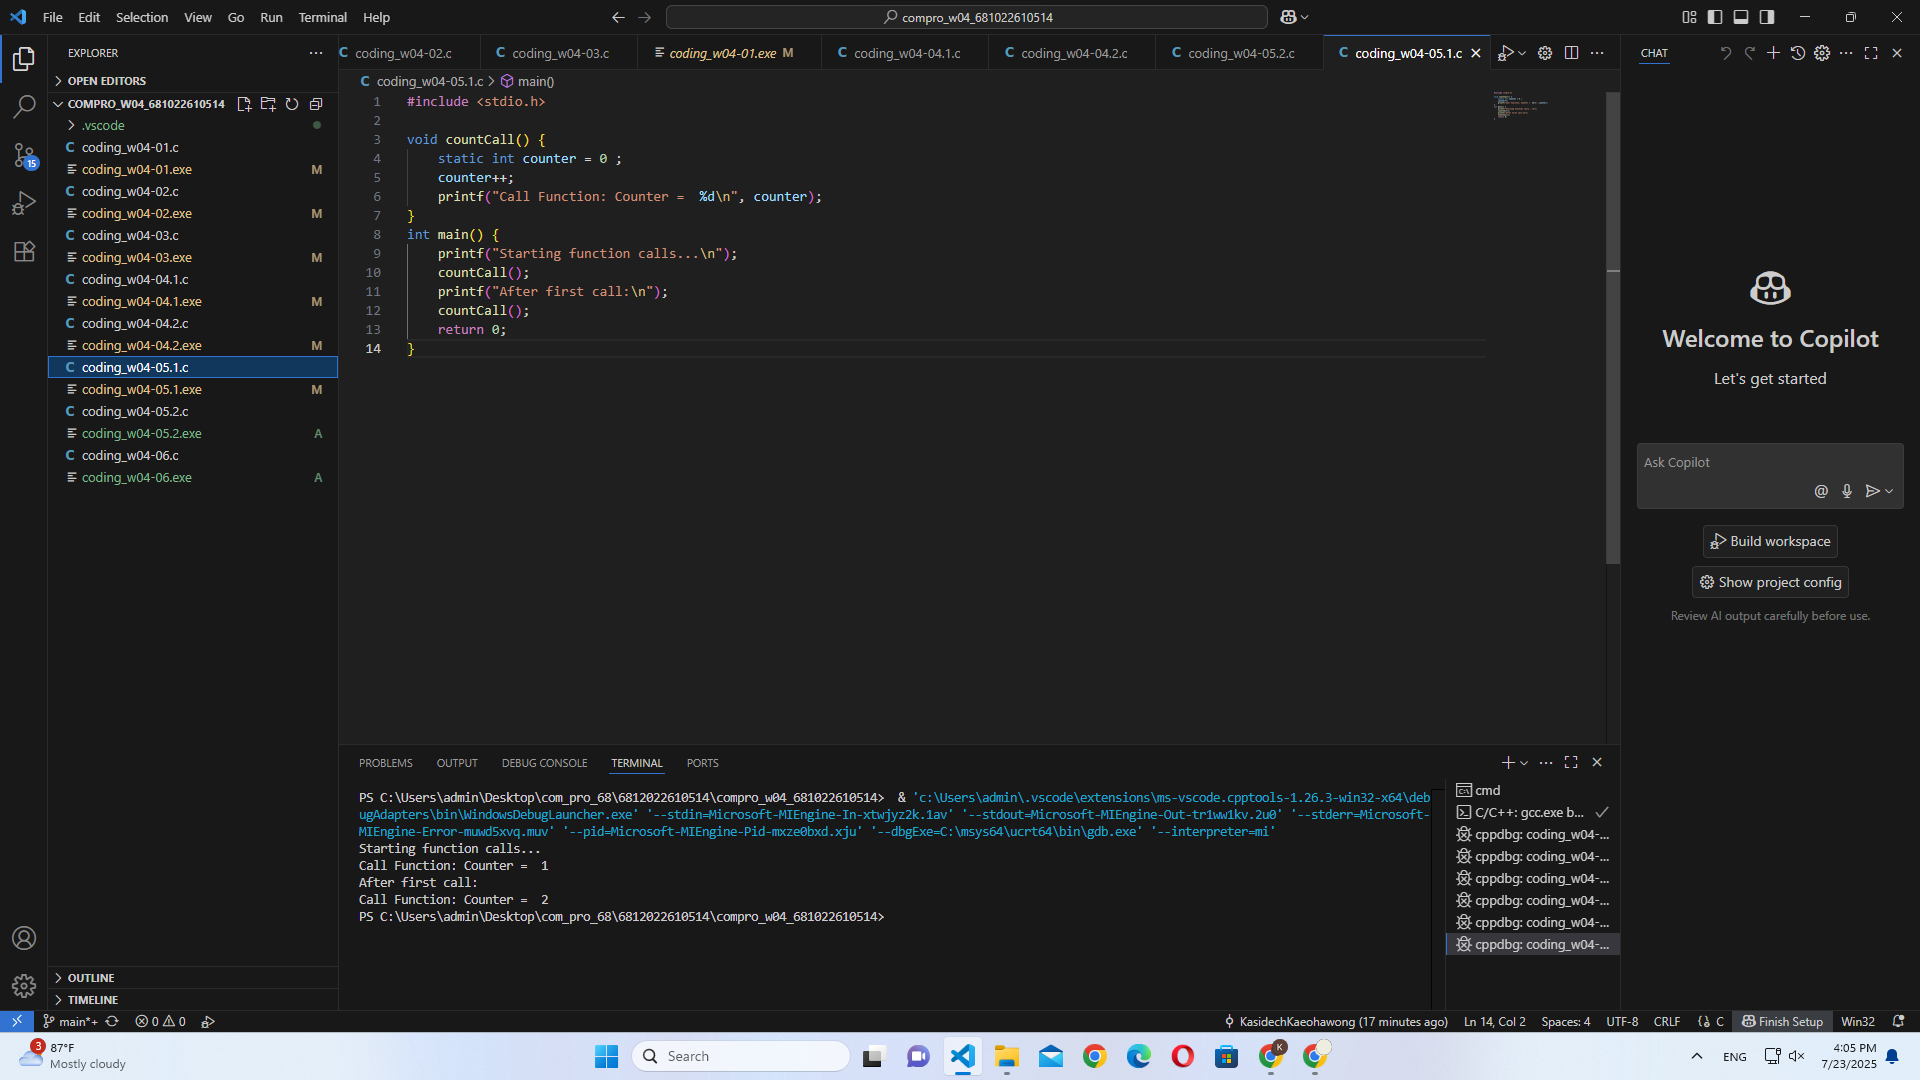 File Edit Selection View Go Run Terminal Help
compro_w04_681022610514
EXPLORER
OPEN EDITORS
COMPRO_W04_681022610514
.vscode
coding_w04-01.c
coding_w04-01.exe M
coding_w04-02.c
coding_w04-02.exe M
coding_w04-03.c
coding_w04-03.exe M
coding_w04-04.1.c
coding_w04-04.1.exe M
coding_w04-04.2.c
coding_w04-04.2.exe M
coding_w04-05.1.c
coding_w04-05.1.exe M
coding_w04-05.2.c
coding_w04-05.2.exe A
coding_w04-06.c
coding_w04-06.exe A
OUTLINE
TIMELINE
15
C coding_w04-02.c C coding_w04-03.c coding_w04-01.exe M C coding_w04-04.1.c C coding_w04-04.2.c C coding_w04-05.2.c C coding_w04-05.1.c
C coding_w04-05.1.c > main()
1 #include <stdio.h>
2
3 void countCall() {
4 static int counter = 0 ;
5 counter++;
6 printf("Call Function: Counter =  %d\n", counter);
7 }
8 int main() {
9 printf("Starting function calls...\n");
10 countCall();
11 printf("After first call:\n");
12 countCall();
13 return 0;
14 }
PROBLEMS OUTPUT DEBUG CONSOLE TERMINAL PORTS
PS C:\Users\admin\Desktop\com_pro_68\6812022610514\compro_w04_681022610514>  & 'c:\Users\admin\.vscode\extensions\ms-vscode.cpptools-1.26.3-win32-x64\deb
ugAdapters\bin\WindowsDebugLauncher.exe' '--stdin=Microsoft-MIEngine-In-xtwjyz2k.1av' '--stdout=Microsoft-MIEngine-Out-tr1ww1kv.2u0' '--stderr=Microsoft-
MIEngine-Error-muwd5xvq.muv' '--pid=Microsoft-MIEngine-Pid-mxze0bxd.xju' '--dbgExe=C:\msys64\ucrt64\bin\gdb.exe' '--interpreter=mi'
Starting function calls...
Call Function: Counter =  1
After first call:
Call Function: Counter =  2
PS C:\Users\admin\Desktop\com_pro_68\6812022610514\compro_w04_681022610514>
cmd
C/C++: gcc.exe b...
cppdbg: coding_w04-...
cppdbg: coding_w04-...
cppdbg: coding_w04-...
cppdbg: coding_w04-...
cppdbg: coding_w04-...
cppdbg: coding_w04-...
CHAT
Welcome to Copilot
Let's get started
Ask Copilot
Build workspace
Show project config
Review AI output carefully before use.
main*+ 0 0 KasidechKaeohawong (17 minutes ago) Ln 14, Col 2 Spaces: 4 UTF-8 CRLF C Finish Setup Win32
3
87°F
Mostly cloudy
Search
K
ENG
4:05 PM
7/23/2025